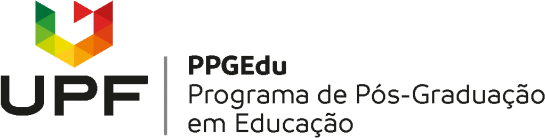 UPF
PPGEdu
Programa de Pós-Graduação
em Educação